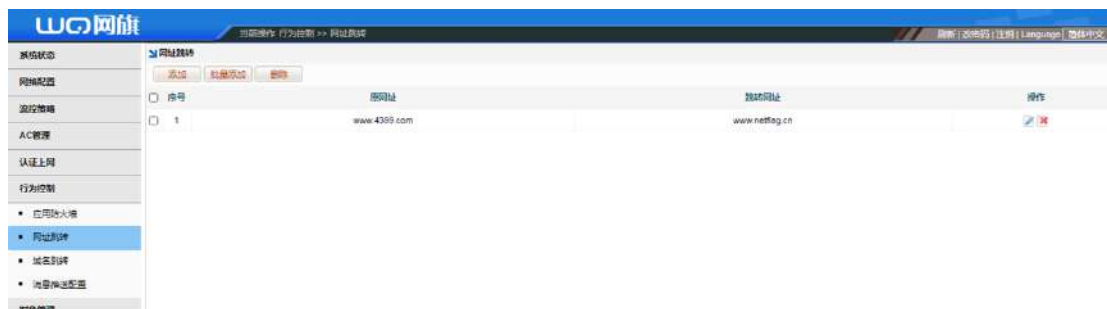 WQ网旗
当前操作 行为控制 >> 网址跳转
刷新 | 改密码 | 注销 | Language 简体中文
系统状态
网络配置
流控策略
AC管理
认证上网
行为控制
▪ 应用防火墙
▪ 网址跳转
▪ 域名跳转
▪ 消息推送配置
网址跳转
添加 批量添加 删除
序号 原网址 跳转网址 操作
1 www.4399.com www.netflag.cn